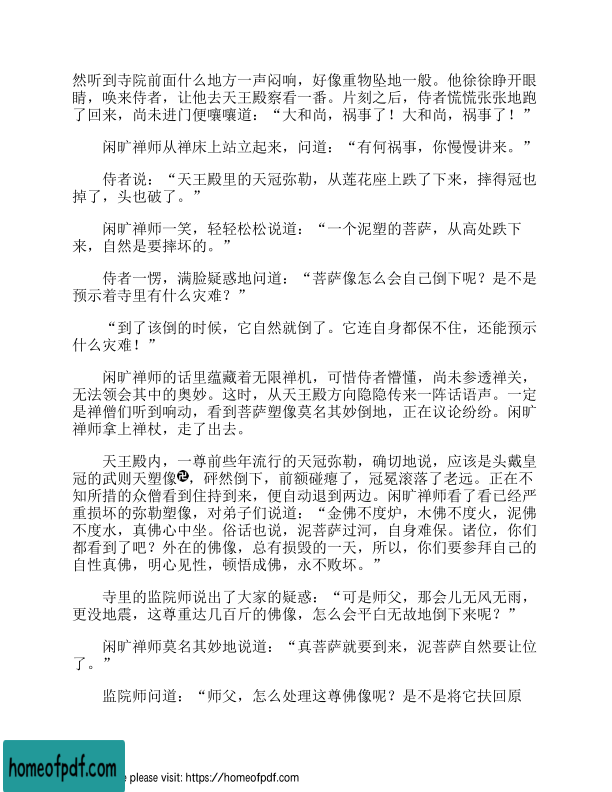 然听到寺院前面什么地方一声闷响，好像重物坠地一般。他徐徐睁开眼
睛，唤来侍者，让他去天王殿察看一番。片刻之后，侍者慌慌张张地跑
了回来，尚未进门便嚷嚷道：“大和尚，祸事了！大和尚，祸事了！”
闲旷禅师从禅床上站立起来，问道：“有何祸事，你慢慢讲来。”
侍者说：“天王殿里的天冠弥勒，从莲花座上跌了下来，摔得冠也
掉了，头也破了。”
闲旷禅师一笑，轻轻松松说道：“一个泥塑的菩萨，从高处跌下
来，自然是要摔坏的。”
侍者一愣，满脸疑惑地问道：“菩萨像怎么会自己倒下呢？是不是
预示着寺里有什么灾难？”
“到了该倒的时候，它自然就倒了。它连自身都保不住，还能预示
什么灾难！”
闲旷禅师的话里蕴藏着无限禅机，可惜侍者懵懂，尚未参透禅关，
无法领会其中的奥妙。这时，从天王殿方向隐隐传来一阵话语声。一定
是禅僧们听到响动，看到菩萨塑像莫名其妙倒地，正在议论纷纷。闲旷
禅师拿上禅杖，走了出去。
天王殿内，一尊前些年流行的天冠弥勒，确切地说，应该是头戴皇
冠的武则天塑像卍，砰然倒下，前额碰瘪了，冠冕滚落了老远。正在不
知所措的众僧看到住持到来，便自动退到两边。闲旷禅师看了看已经严
重损坏的弥勒塑像，对弟子们说道：“金佛不度炉，木佛不度火，泥佛
不度水，真佛心中坐。俗话也说，泥菩萨过河，自身难保。诸位，你们
都看到了吧？外在的佛像，总有损毁的一天，所以，你们要参拜自己的
自性真佛，明心见性，顿悟成佛，永不败坏。”
寺里的监院师说出了大家的疑惑：“可是师父，那会儿无风无雨，
更没地震，这尊重达几百斤的佛像，怎么会平白无故地倒下来呢？”
闲旷禅师莫名其妙地说道：“真菩萨就要到来，泥菩萨自然要让位
了。”
监院师问道：“师父，怎么处理这尊佛像呢？是不是将它扶回原
homeofpdf.com
e please visit: https://homeofpdf.com